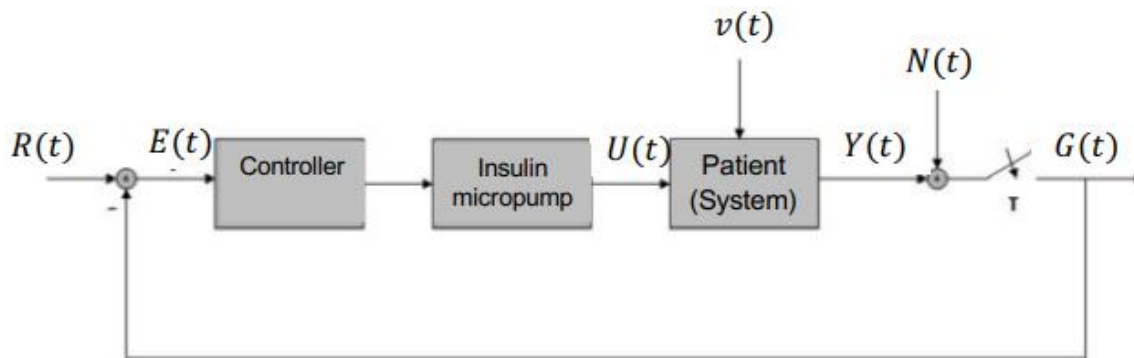 v(t)
N(t)
R(t)
E(t)
Controller
Insulin
micropump
U(t)
Patient
(System)
Y(t)
G(t)
-
-
T